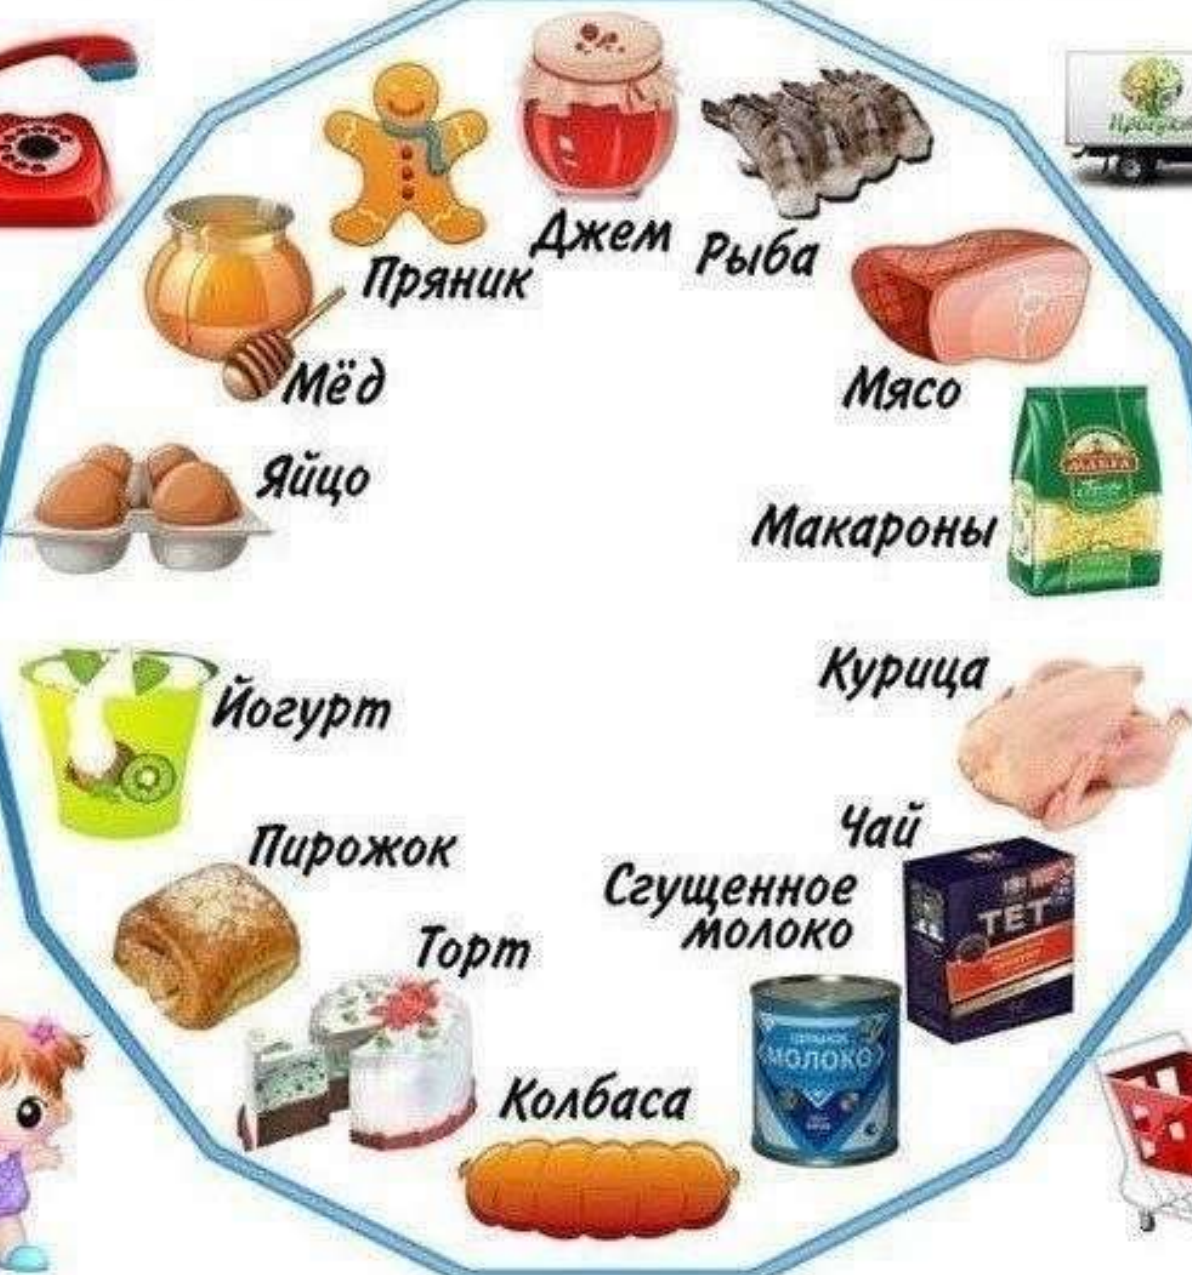 Джем
Рыба
Пряник
Мёд
Мясо
Яйцо
Макароны
Курица
Йогурт
Чай
Пирожок
Сгущенное
молоко
ТЕТ
Торт
МОЛОКО
Колбаса